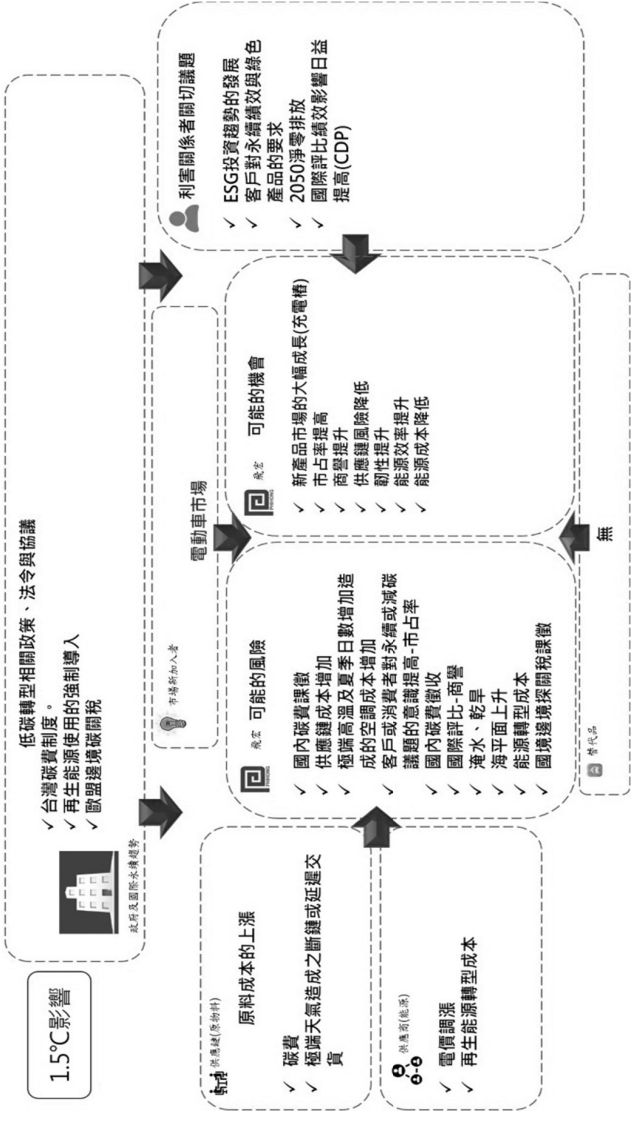 1.5℃影響
政府及國際永續趨勢
低碳轉型相關政策、法令與協議
✓ 台灣碳費制度。
✓ 再生能源使用的強制導入
✓ 歐盟邊境碳關稅
供應鏈(原物料)
原料成本的上漲
✓ 碳費
✓ 極端天氣造成之斷鏈或延遲交
貨
供應商(能源)
✓ 電價調漲
✓ 再生能源轉型成本
市場新加入者
電動車市場
飛宏
可能的風險
✓ 國內碳費課徵
✓ 供應鏈成本增加
✓ 極端高溫及夏季日數增加造
成的空調成本增加
✓ 客戶或消費者對永續或減碳
議題的意識提高-市占率
✓ 國內碳費徵收
✓ 國際評比-商譽
✓ 淹水、乾旱
✓ 海平面上升
✓ 能源轉型成本
✓ 國境邊境探關稅課徵
飛宏
可能的機會
✓ 新產品市場的大幅成長(充電樁)
✓ 市占率提高
✓ 商譽提升
✓ 供應鏈風險降低
✓ 韌性提升
✓ 能源效率提升
✓ 能源成本降低
替代品
無
利害關係者關切議題
✓ ESG投資趨勢的發展
✓ 客戶對永續績效與綠色
產品的要求
✓ 2050淨零排放
✓ 國際評比績效影響日益
提高(CDP)